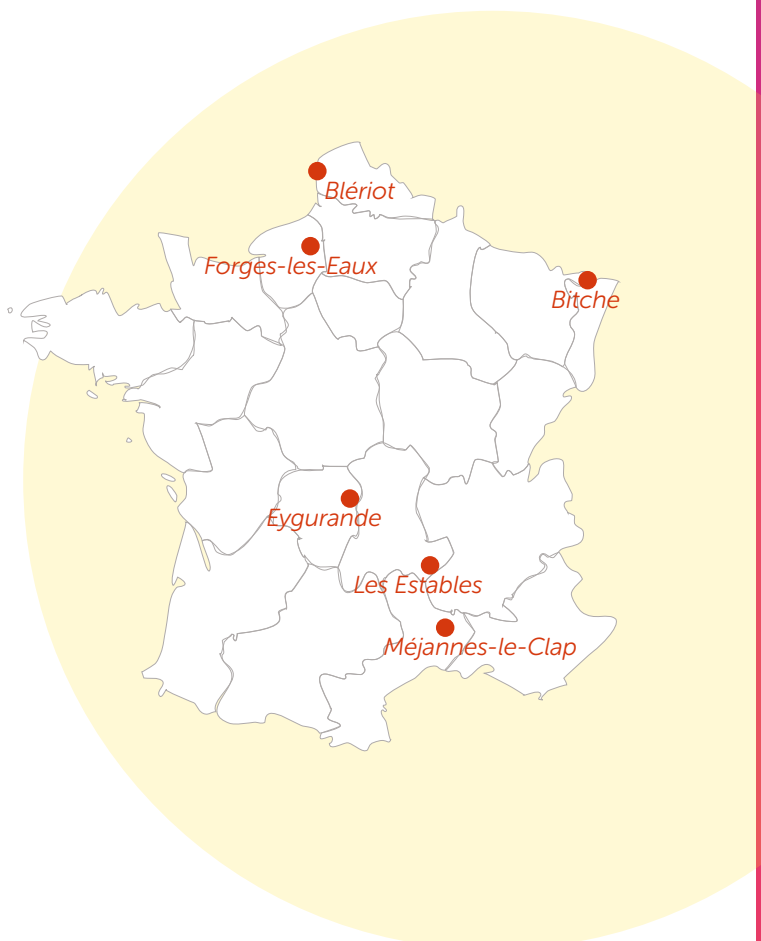 Blériot
Forges-les-Eaux
Bitche
Eygurande
Les Estables
Méjannes-le-Clap